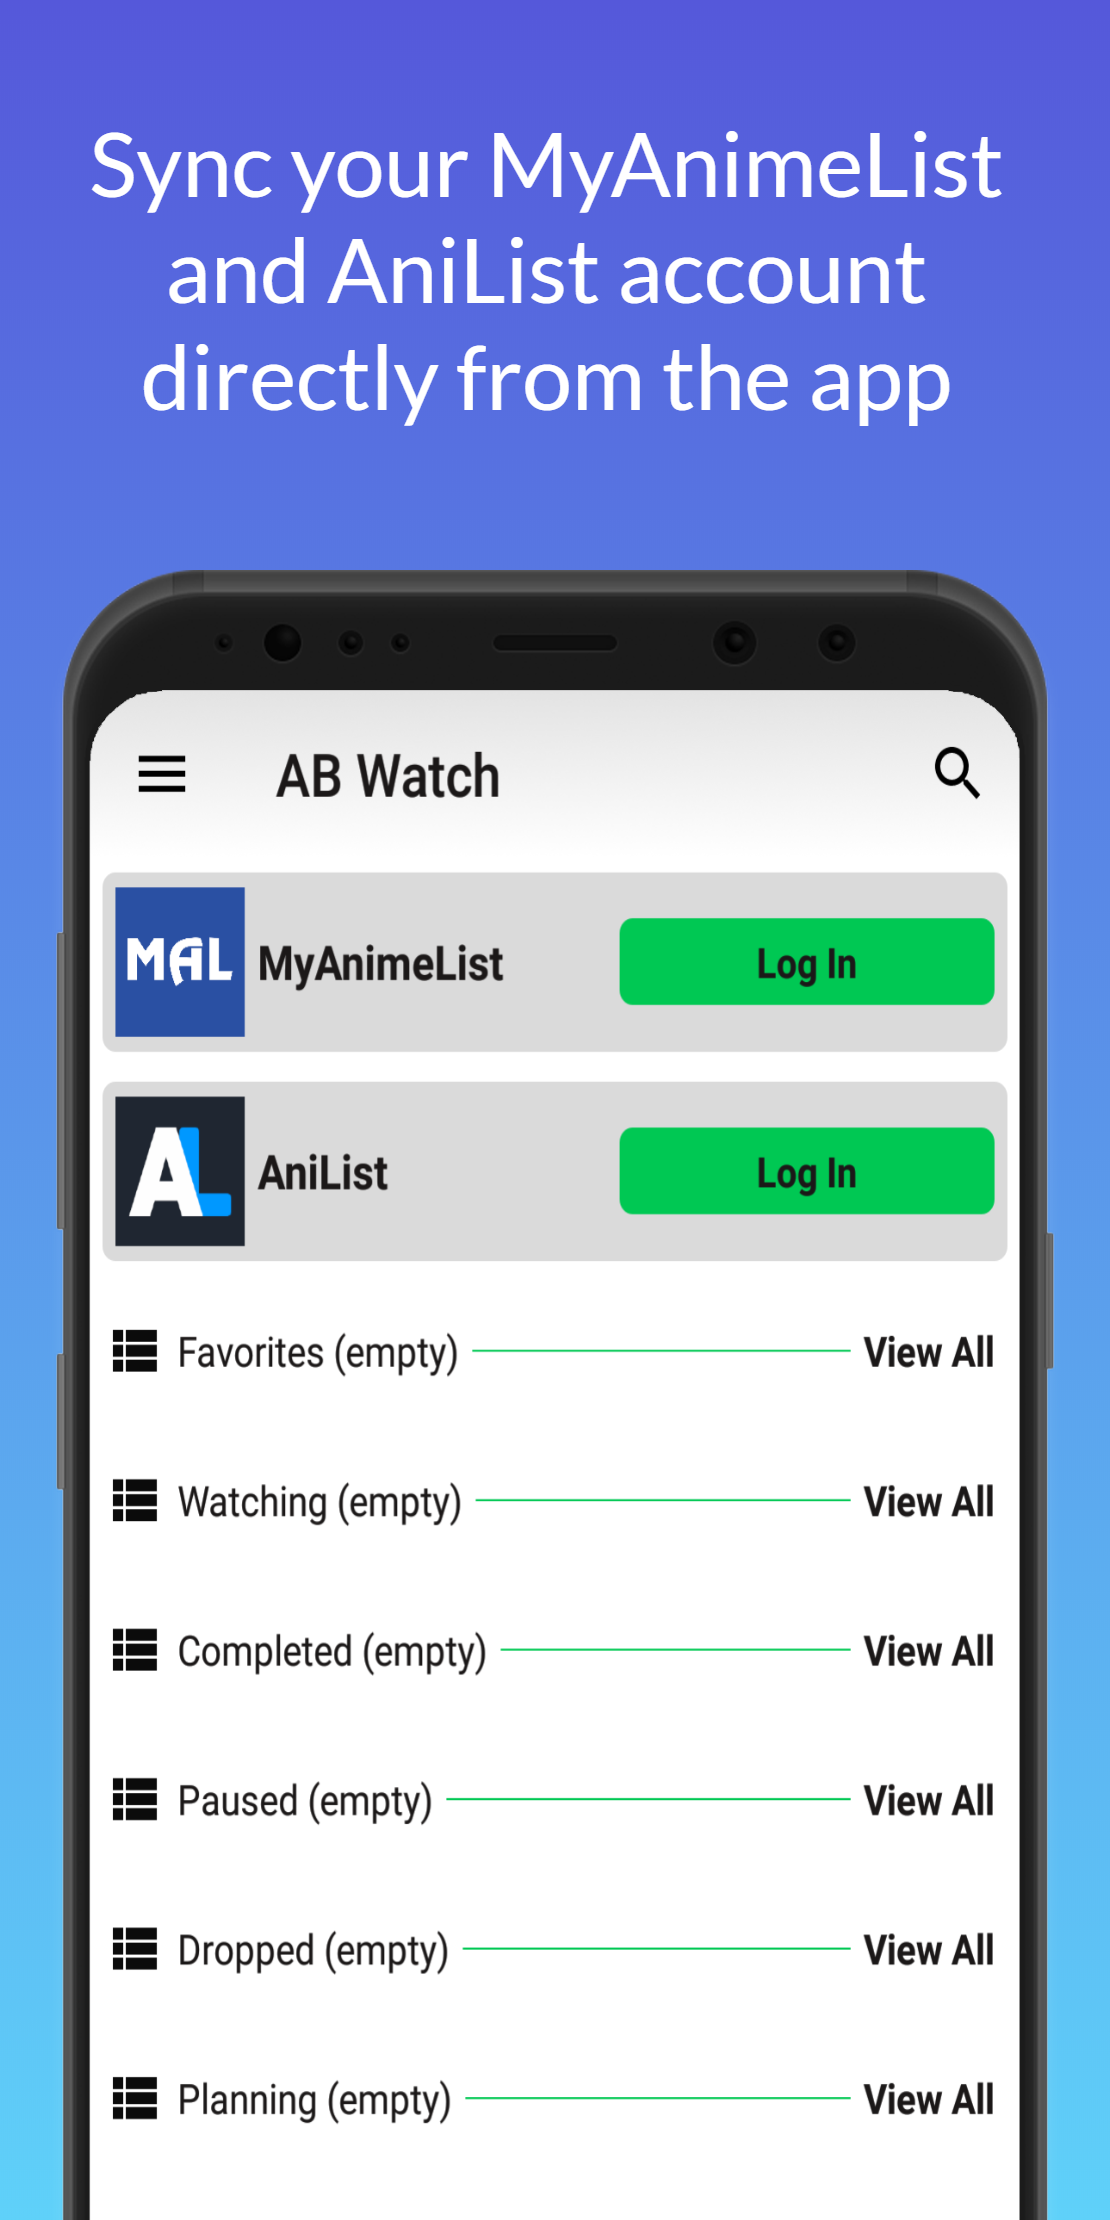 Sync your MyAnimeList
and AniList account
directly from the app
AB Watch
MAL
MyAnimeList
Log In
AL
AniList
Log In
Favorites (empty) View All
Watching (empty) View All
Completed (empty) View All
Paused (empty) View All
Dropped (empty) View All
Planning (empty) View All